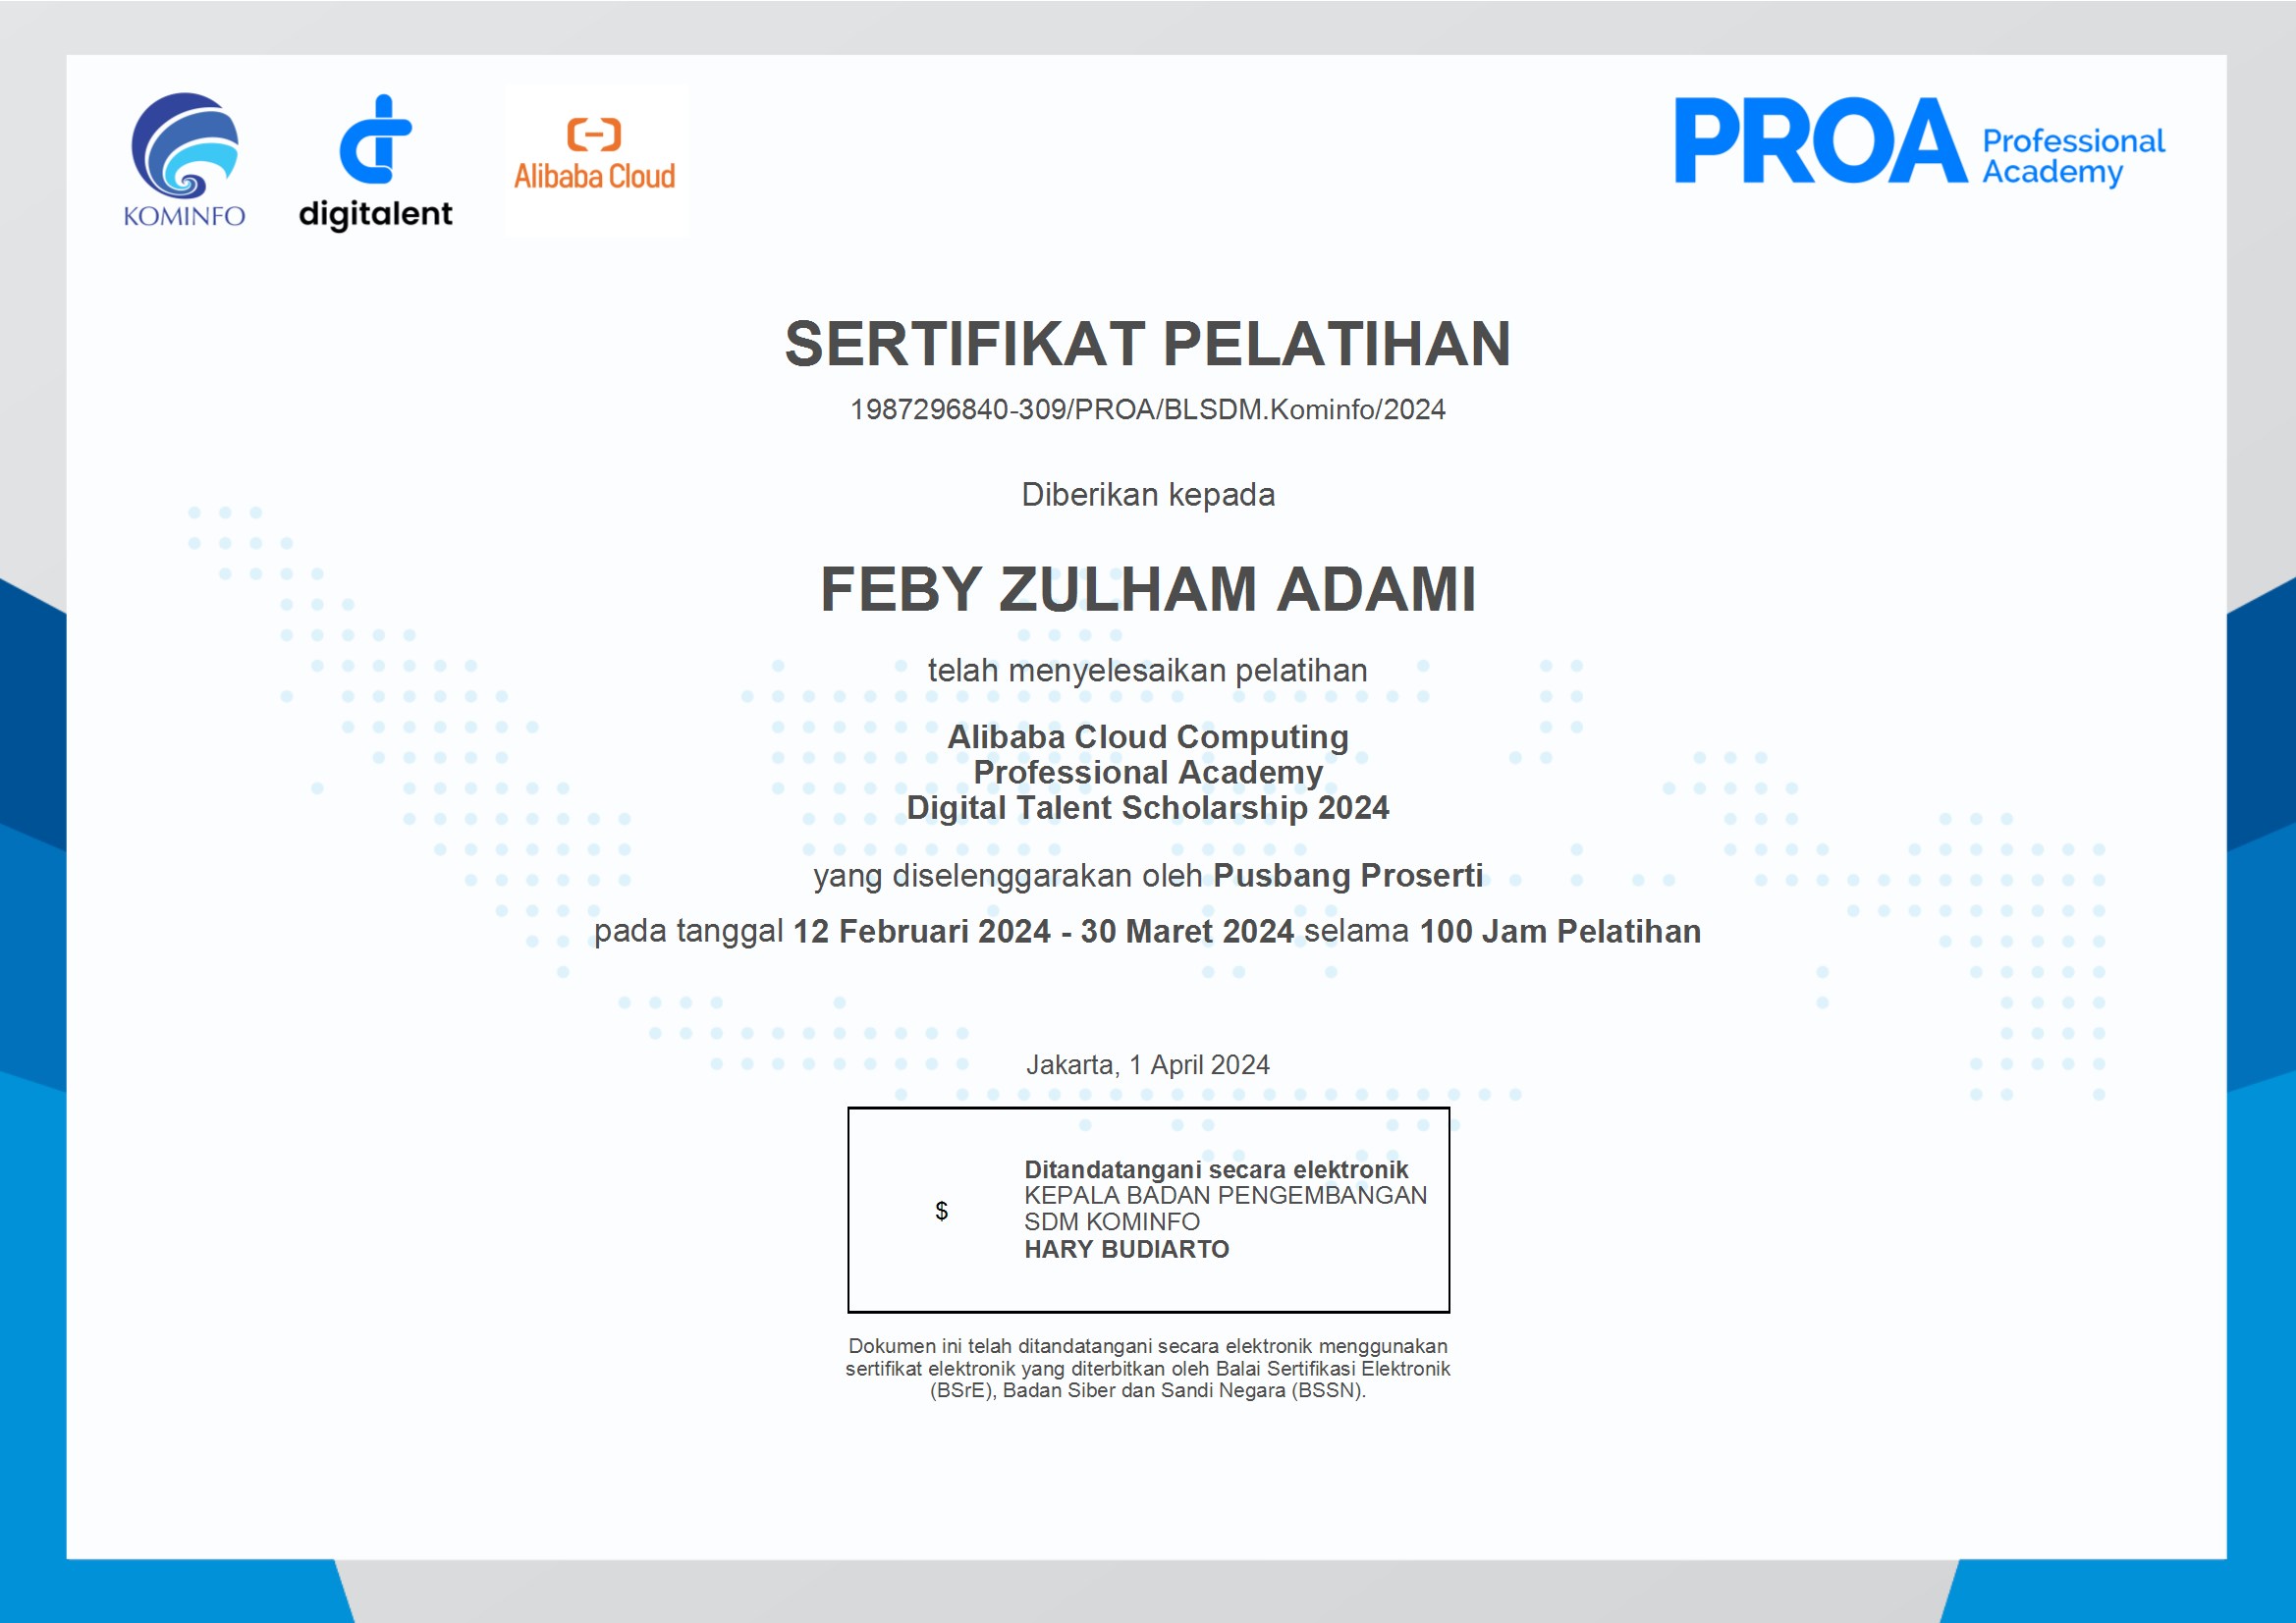 KOMINFO
digitalent
Alibaba Cloud
PROA Professional
Academy
SERTIFIKAT PELATIHAN
1987296840-309/PROA/BLSDM.Kominfo/2024
Diberikan kepada
FEBY ZULHAM ADAMI
telah menyelesaikan pelatihan
Alibaba Cloud Computing
Professional Academy
Digital Talent Scholarship 2024
yang diselenggarakan oleh Pusbang Proserti
pada tanggal 12 Februari 2024 - 30 Maret 2024 selama 100 Jam Pelatihan
Jakarta, 1 April 2024
$
Ditandatangani secara elektronik
KEPALA BADAN PENGEMBANGAN
SDM KOMINFO
HARY BUDIARTO
Dokumen ini telah ditandatangani secara elektronik menggunakan
sertifikat elektronik yang diterbitkan oleh Balai Sertifikasi Elektronik
(BSrE), Badan Siber dan Sandi Negara (BSSN).